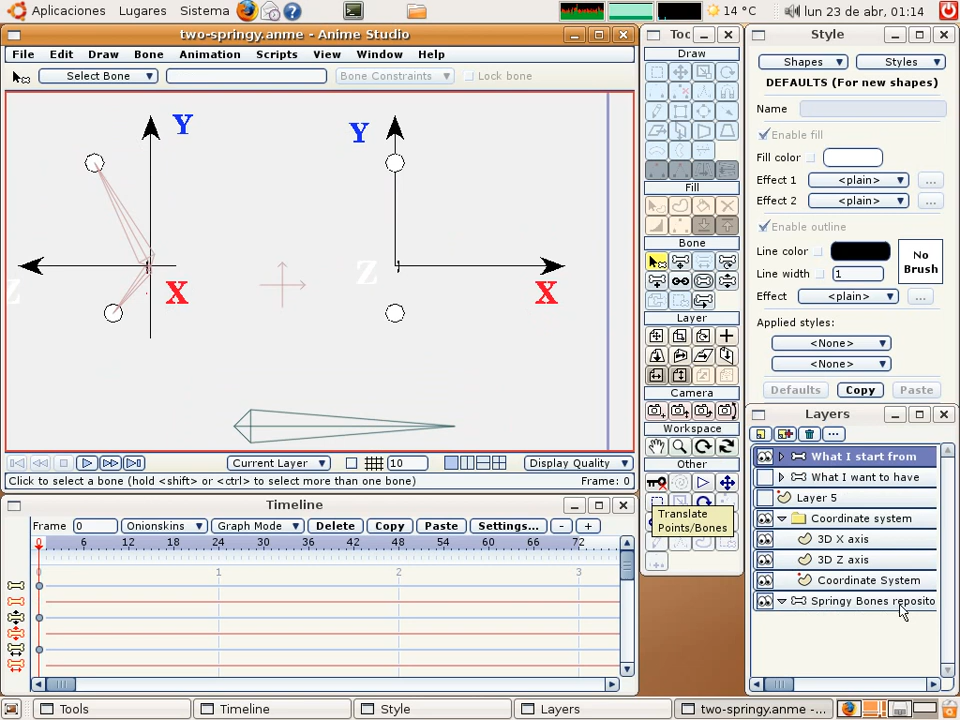 Aplicaciones Lugares Sistema 14 °C lun 23 de abr, 01:14
two-springy.anme - Anime Studio
File Edit Draw Bone Animation Scripts View Window Help
Select Bone Bone Constraints Lock bone
Y Y
X X
Z
Z
Current Layer 10 Display Quality
Click to select a bone (hold <shift> or <ctrl> to select more than one bone) Frame: 0
Timeline
Frame 0 Onionskins Graph Mode Delete Copy Paste Settings... - +
0 6 12 18 24 30 36 42 48 54 60 66 72
1 2 3
Draw
Fill
Bone
Layer
Camera
Workspace
Other
Translate
Points/Bones
Style
Shapes Styles
DEFAULTS (For new shapes)
Name
Enable fill
Fill color
Effect 1 <plain> ...
Effect 2 <plain> ...
Enable outline
Line color
Line width 1
No
Brush
Effect <plain> ...
Applied styles:
<None>
<None>
Defaults Copy Paste
Layers
...
What I start from
What I want to have
Layer 5
Coordinate system
3D X axis
3D Z axis
Coordinate System
Springy Bones reposito
Tools Timeline Style Layers two-springy.anme -...